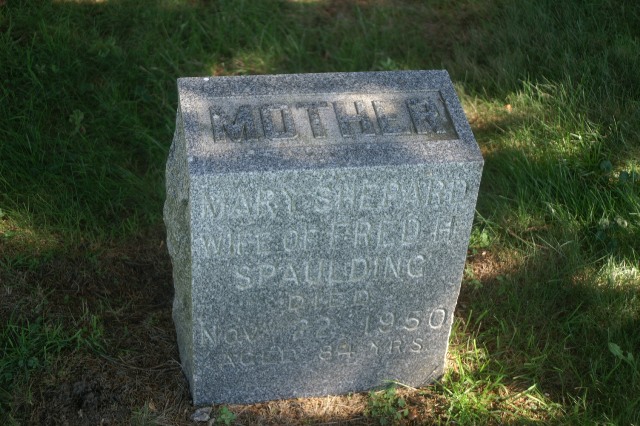 MOTHER
MARY SHEPARD
WIFE OF FRED H.
SPAULDING
DIED
NOV. 22, 1950
AGED 84 YRS.